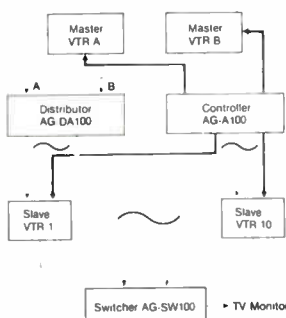 Master
VTR A
Master
VTR B
A
B
Distributor
AG DA100
Controller
AG-A100
Slave
VTR 1
Slave
VTR 10
Switcher AG-SW100
TV Monitor